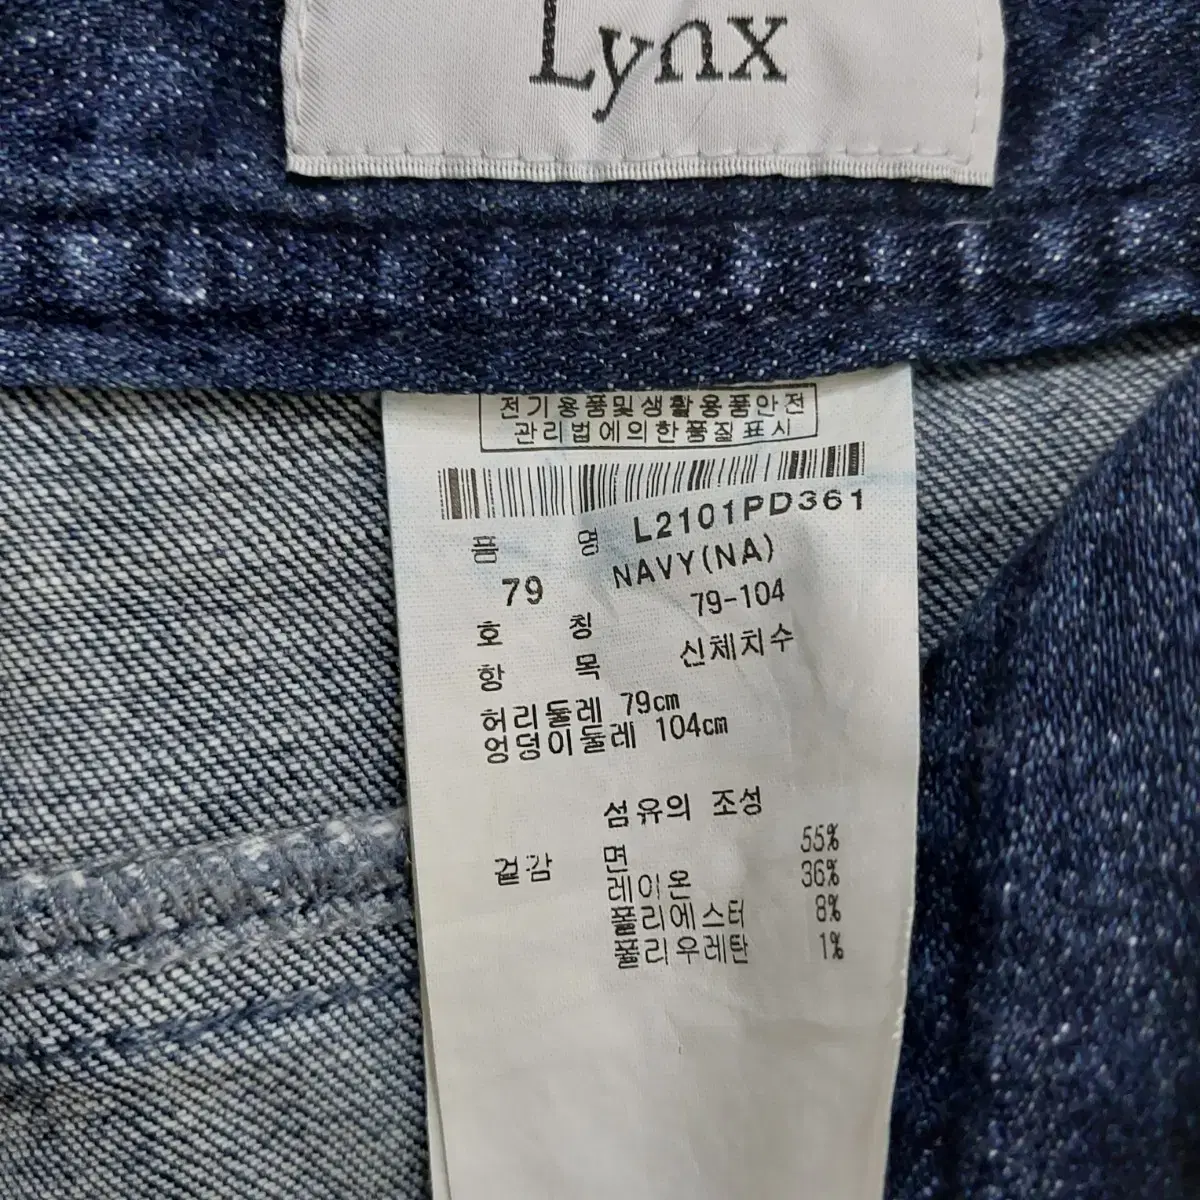 Lynx
전기용품및생활용품안전
관리법에의한품질표시
품 명 L2101PD361
79 NAVY(NA)
호 칭 79-104
항 목 신체치수
허리둘레 79cm
엉덩이둘레 104cm
섬유의 조성
겉감 면 55%
레이온 36%
폴리에스터 8%
폴리우레탄 1%